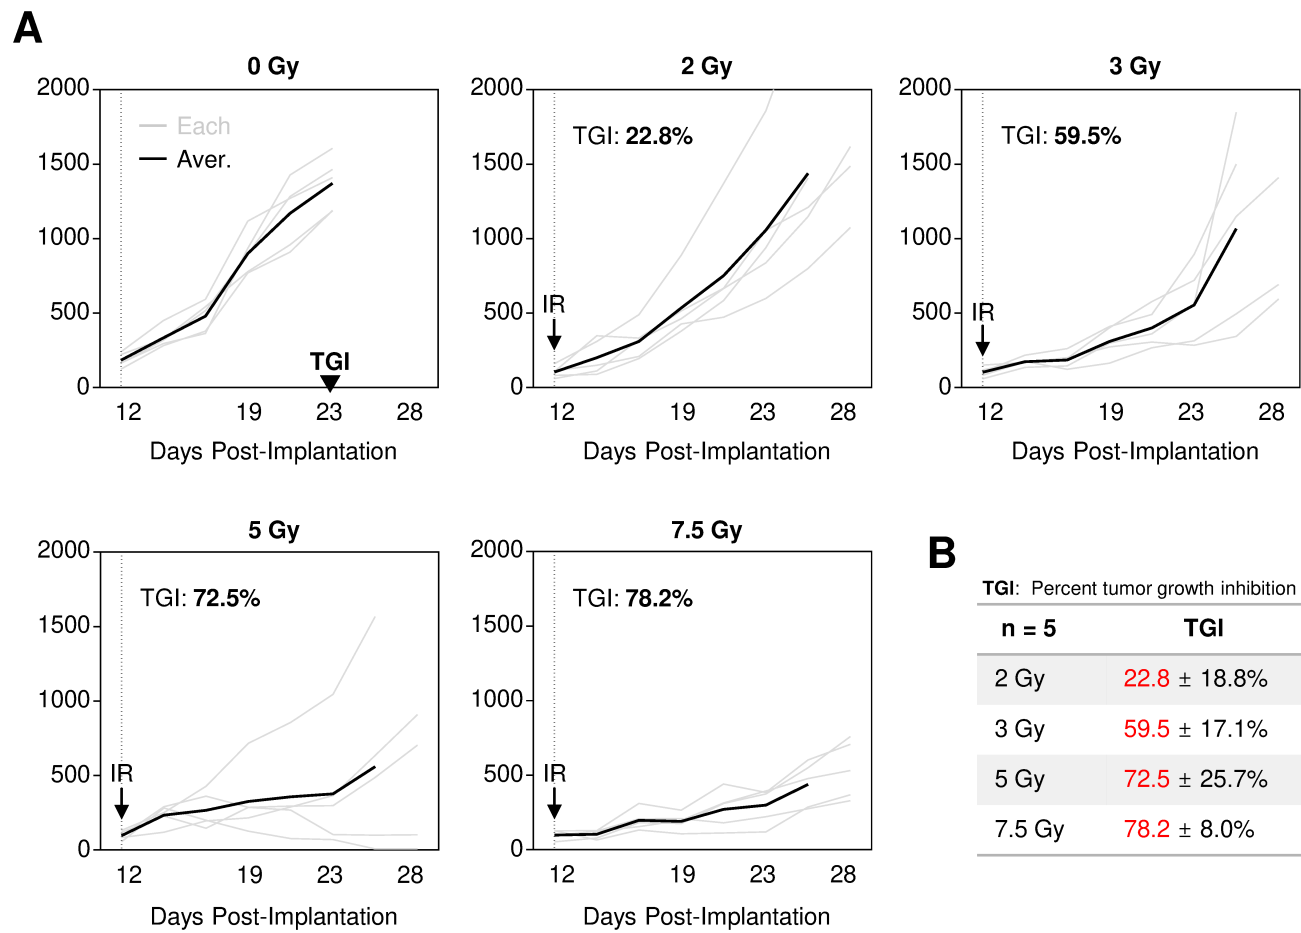 A
0 Gy
2000
1500
1000
500
0
Each
Aver.
TGI
12 19 23 28
Days Post-Implantation
2 Gy
2000
1500
1000
500
0
TGI: 22.8%
IR
12 19 23 28
Days Post-Implantation
3 Gy
2000
1500
1000
500
0
TGI: 59.5%
IR
12 19 23 28
Days Post-Implantation
5 Gy
2000
1500
1000
500
0
TGI: 72.5%
IR
12 19 23 28
Days Post-Implantation
7.5 Gy
2000
1500
1000
500
0
TGI: 78.2%
IR
12 19 23 28
Days Post-Implantation
B
TGI: Percent tumor growth inhibition
n = 5 TGI
2 Gy 22.8 ± 18.8%
3 Gy 59.5 ± 17.1%
5 Gy 72.5 ± 25.7%
7.5 Gy 78.2 ± 8.0%